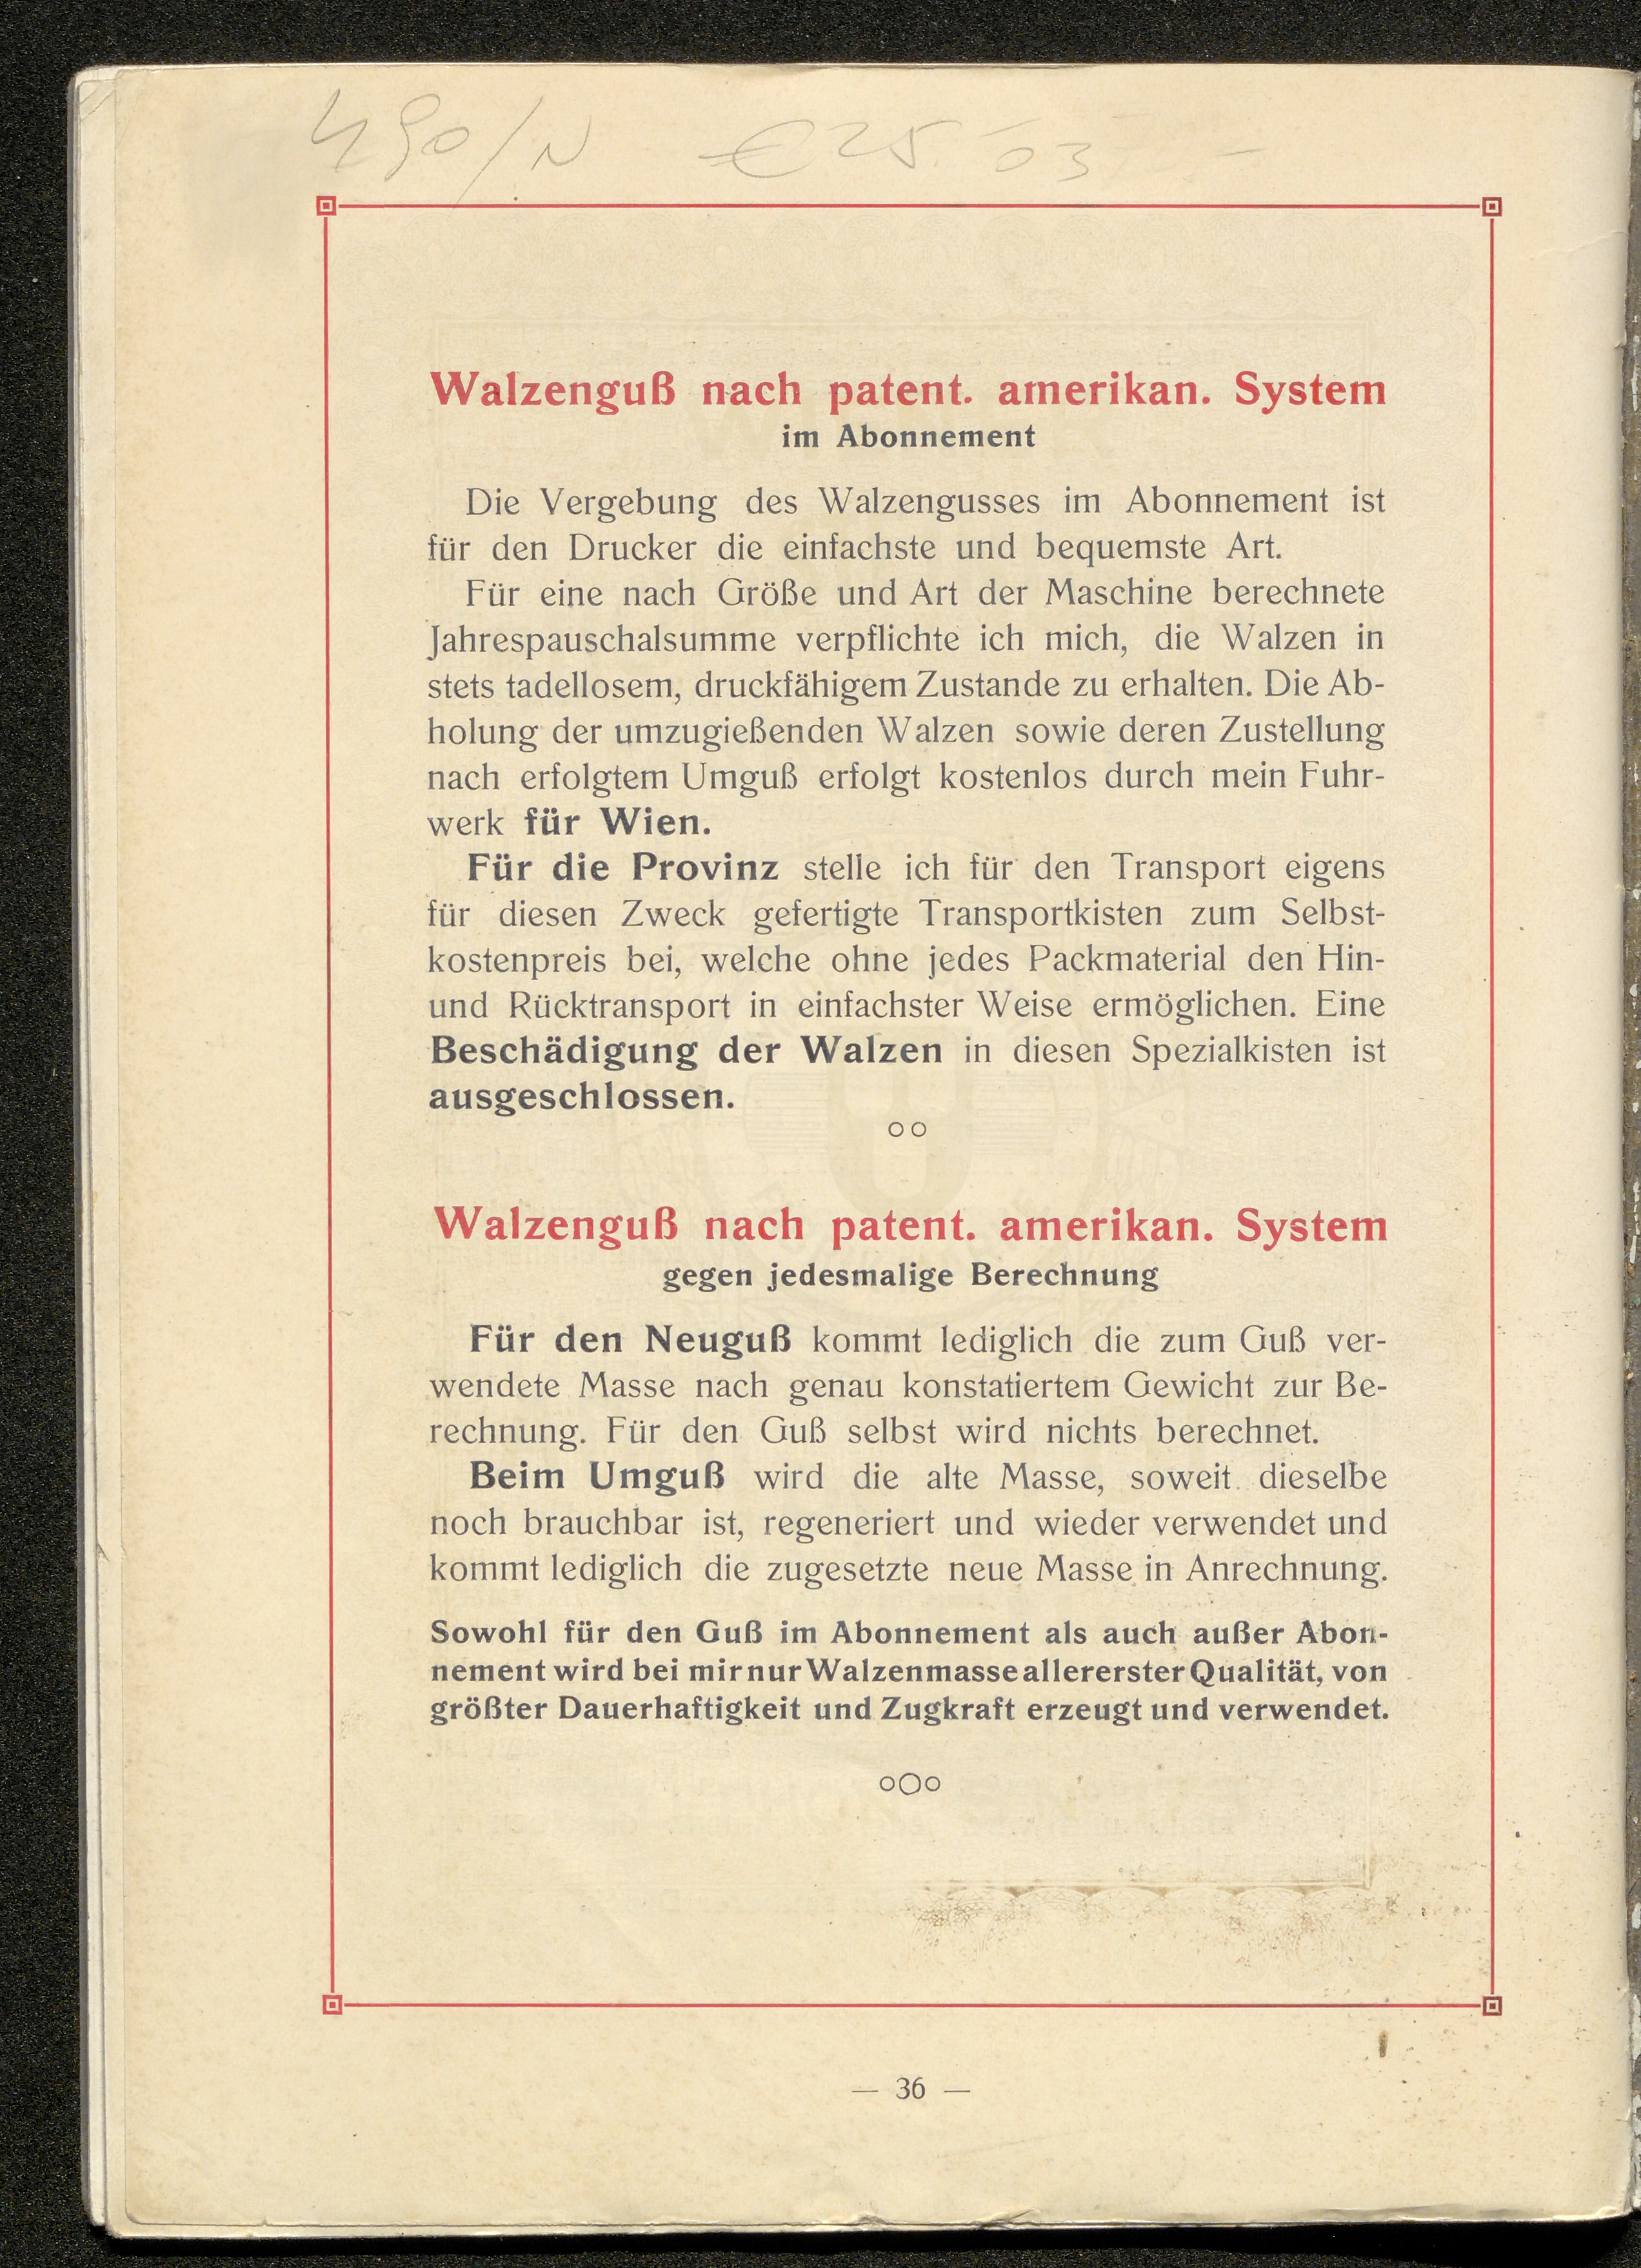 490/N € 25.- 03 -
Walzenguß nach patent. amerikan. System
im Abonnement
Die Vergebung des Walzengusses im Abonnement ist
für den Drucker die einfachste und bequemste Art.
Für eine nach Größe und Art der Maschine berechnete
Jahrespauschalsumme verpflichte ich mich, die Walzen in
stets tadellosem, druckfähigem Zustande zu erhalten. Die Ab-
holung der umzugießenden Walzen sowie deren Zustellung
nach erfolgtem Umguß erfolgt kostenlos durch mein Fuhr-
werk für Wien.
Für die Provinz stelle ich für den Transport eigens
für diesen Zweck gefertigte Transportkisten zum Selbst-
kostenpreis bei, welche ohne jedes Packmaterial den Hin-
und Rücktransport in einfachster Weise ermöglichen. Eine
Beschädigung der Walzen in diesen Spezialkisten ist
ausgeschlossen.
Walzenguß nach patent. amerikan. System
gegen jedesmalige Berechnung
Für den Neuguß kommt lediglich die zum Guß ver-
wendete Masse nach genau konstatiertem Gewicht zur Be-
rechnung. Für den Guß selbst wird nichts berechnet.
Beim Umguß wird die alte Masse, soweit dieselbe
noch brauchbar ist, regeneriert und wieder verwendet und
kommt lediglich die zugesetzte neue Masse in Anrechnung.
Sowohl für den Guß im Abonnement als auch außer Abon-
nement wird bei mir nur Walzenmasse allererster Qualität, von
größter Dauerhaftigkeit und Zugkraft erzeugt und verwendet.
— 36 —